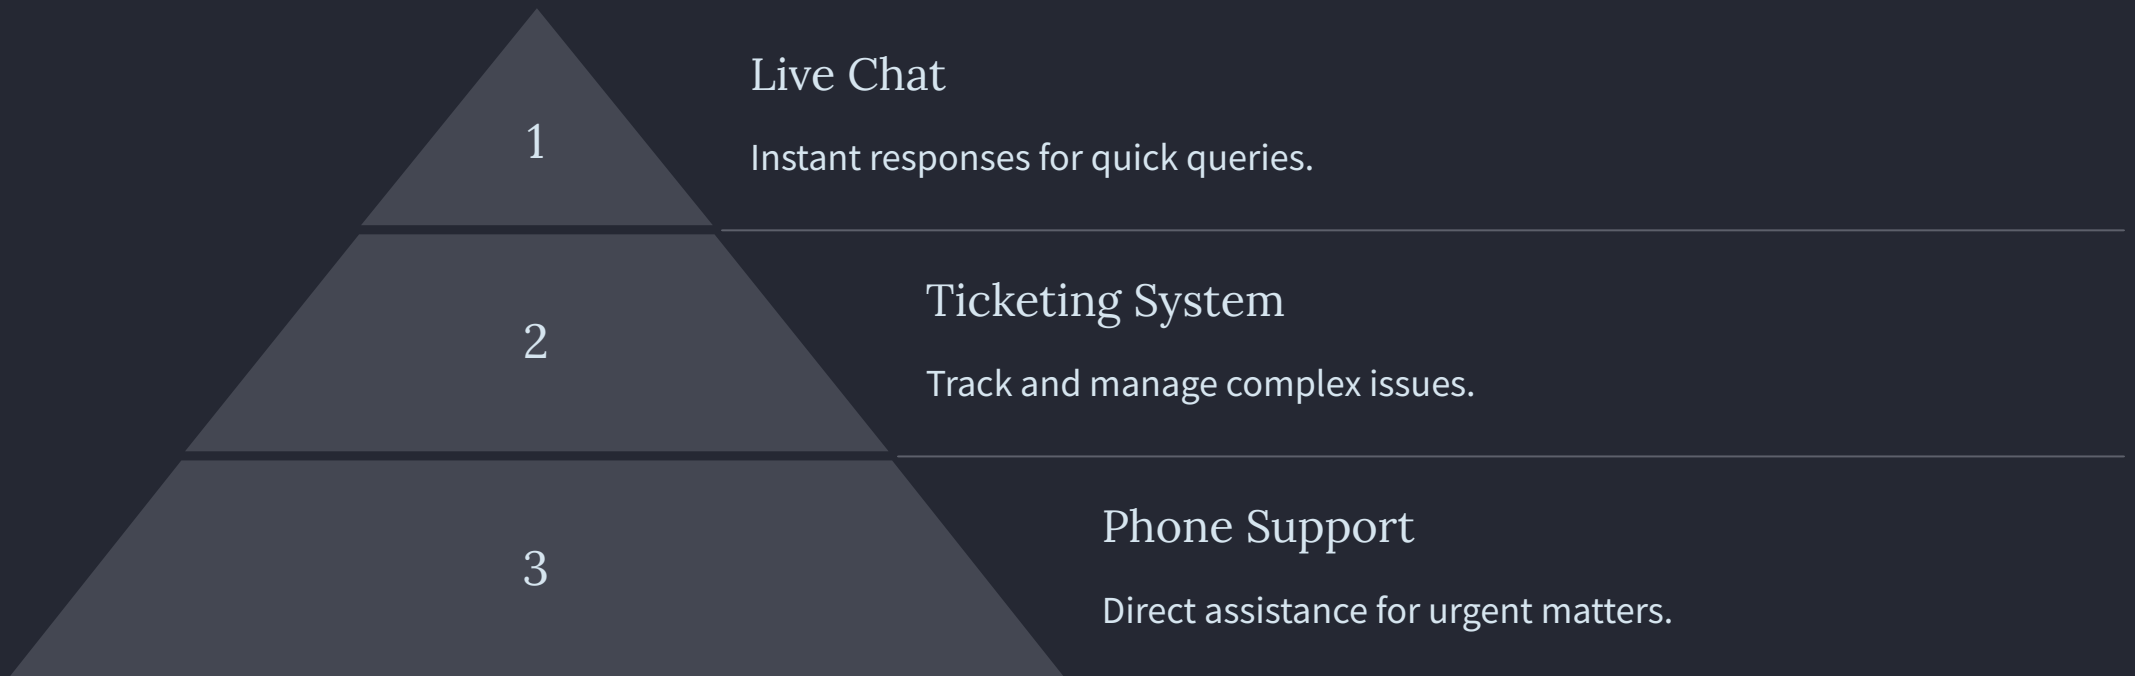 1
Live Chat
Instant responses for quick queries.
2
Ticketing System
Track and manage complex issues.
3
Phone Support
Direct assistance for urgent matters.